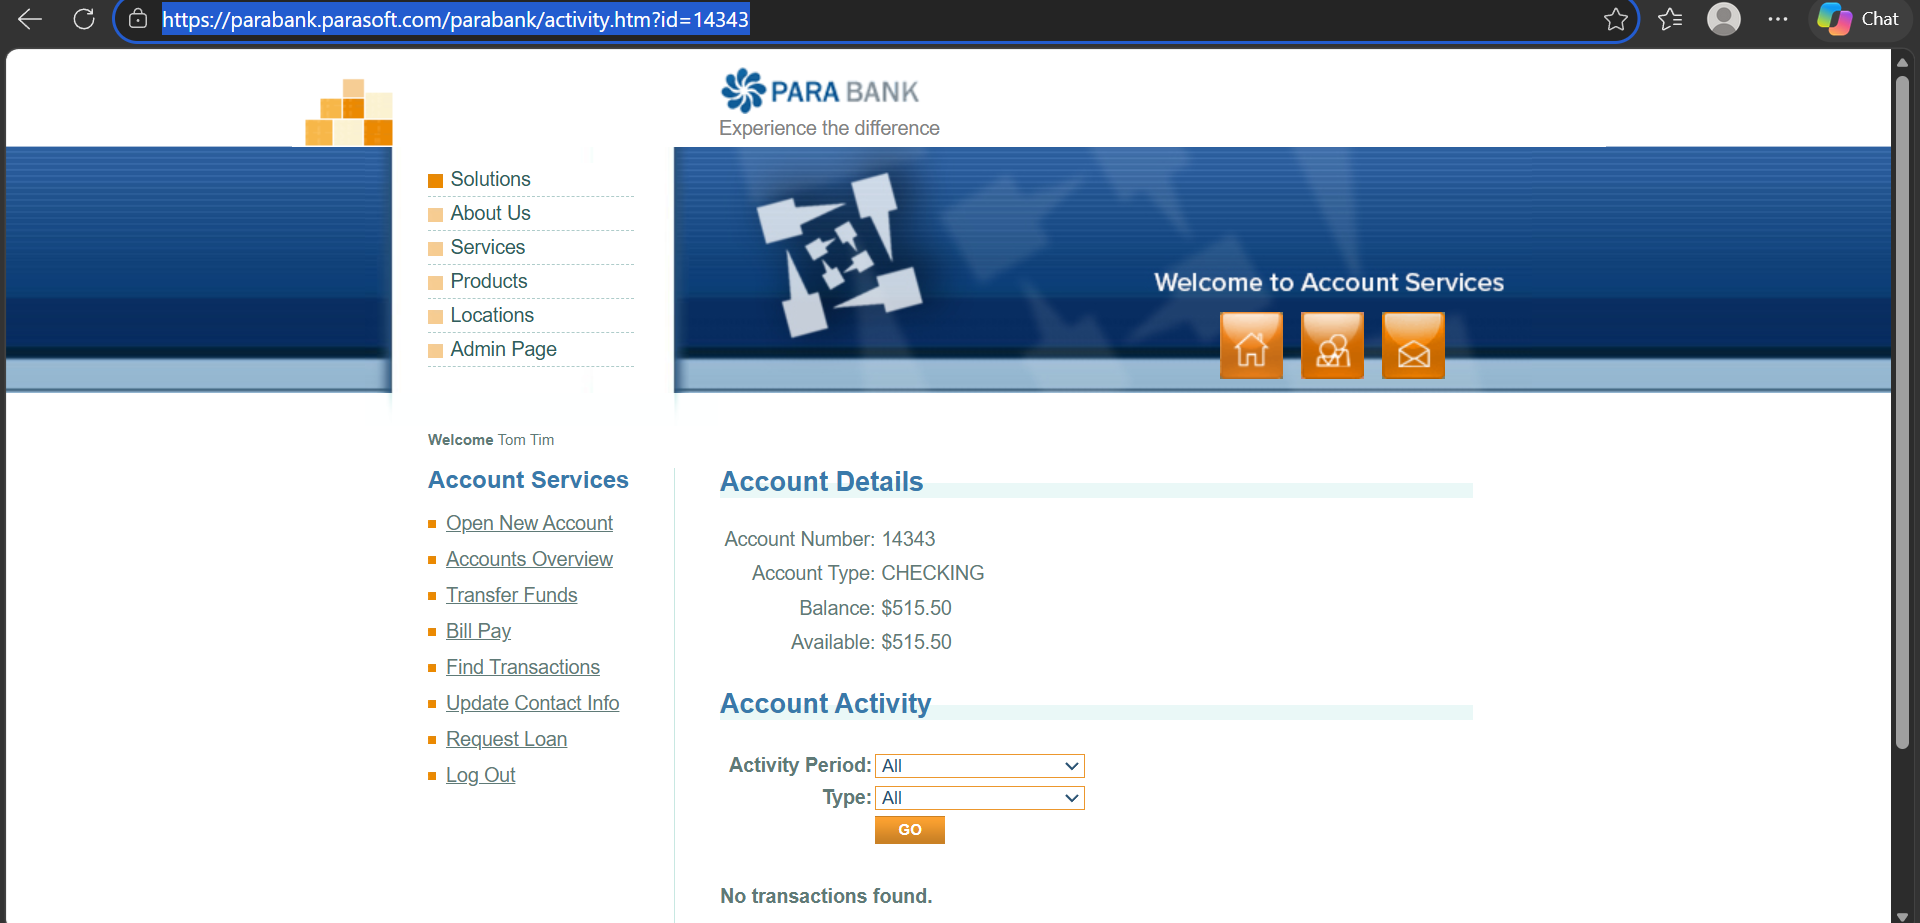 https://parabank.parasoft.com/parabank/activity.htm?id=14343
Chat
PARA BANK
Experience the difference
Solutions
About Us
Services
Products
Locations
Admin Page
Welcome to Account Services
Welcome Tom Tim
Account Services
Open New Account
Accounts Overview
Transfer Funds
Bill Pay
Find Transactions
Update Contact Info
Request Loan
Log Out
Account Details
Account Number: 14343
Account Type: CHECKING
Balance: $515.50
Available: $515.50
Account Activity
Activity Period: All
Type: All
GO
No transactions found.